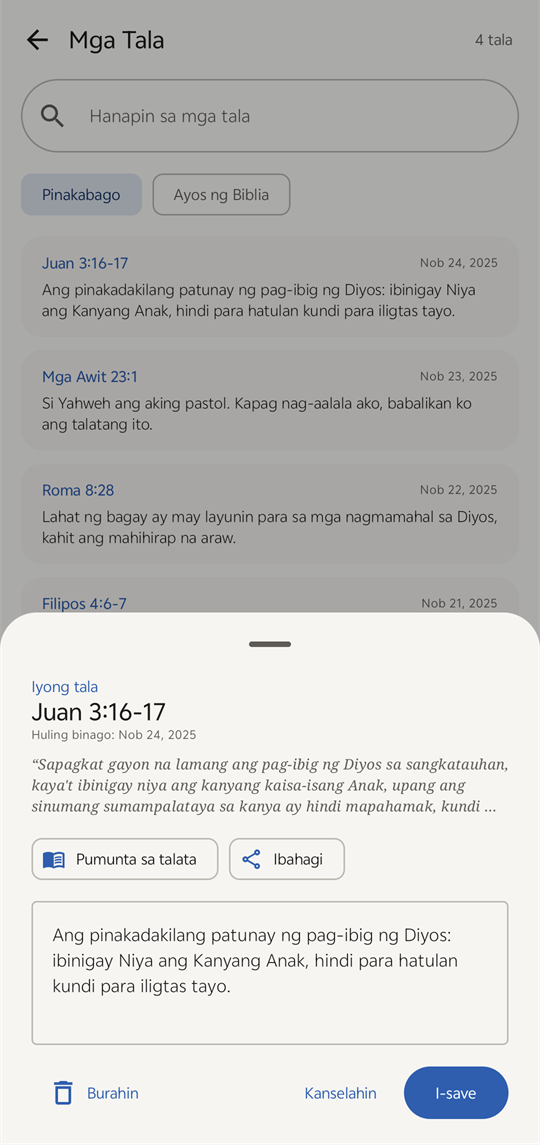 Mga Tala
4 tala
Hanapin sa mga tala
Pinakabago
Ayos ng Biblia
Juan 3:16-17
Nob 24, 2025
Ang pinakadakilang patunay ng pag-ibig ng Diyos: ibinigay Niya
ang Kanyang Anak, hindi para hatulan kundi para iligtas tayo.
Mga Awit 23:1
Nob 23, 2025
Si Yahweh ang aking pastol. Kapag nag-aalala ako, babalikan ko
ang talatang ito.
Roma 8:28
Nob 22, 2025
Lahat ng bagay ay may layunin para sa mga nagmamahal sa Diyos,
kahit ang mahihirap na araw.
Filipos 4:6-7
Nob 21, 2025
Iyong tala
Juan 3:16-17
Huling binago: Nob 24, 2025
“Sapagkat gayon na lamang ang pag-ibig ng Diyos sa sangkatauhan,
kaya't ibinigay niya ang kanyang kaisa-isang Anak, upang ang
sinumang sumampalataya sa kanya ay hindi mapahamak, kundi ...
Pumunta sa talata
Ibahagi
Ang pinakadakilang patunay ng pag-ibig ng Diyos:
ibinigay Niya ang Kanyang Anak, hindi para hatulan
kundi para iligtas tayo.
Burahin
Kanselahin
I-save